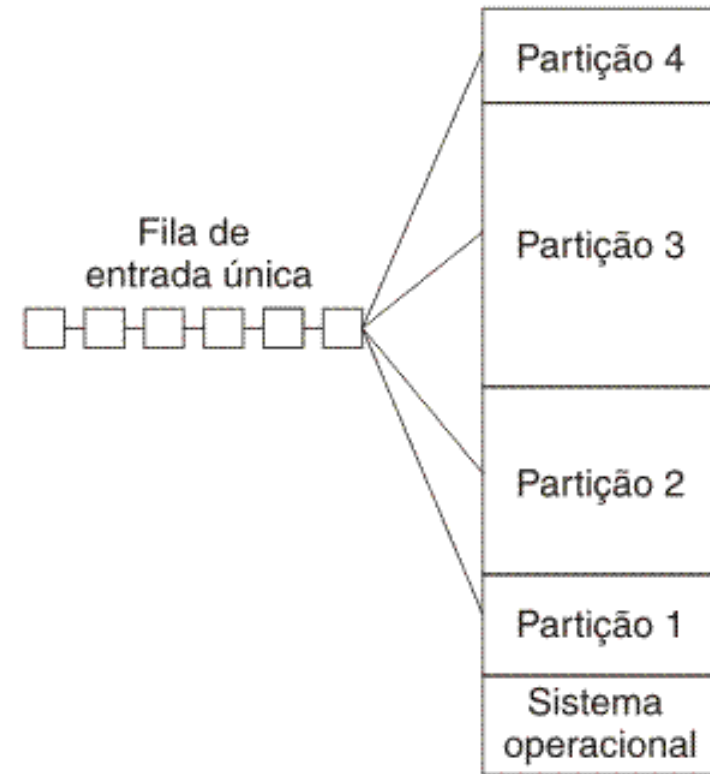 Partição 4
Fila de
entrada única
Partição 3
Partição 2
Partição 1
Sistema
operacional